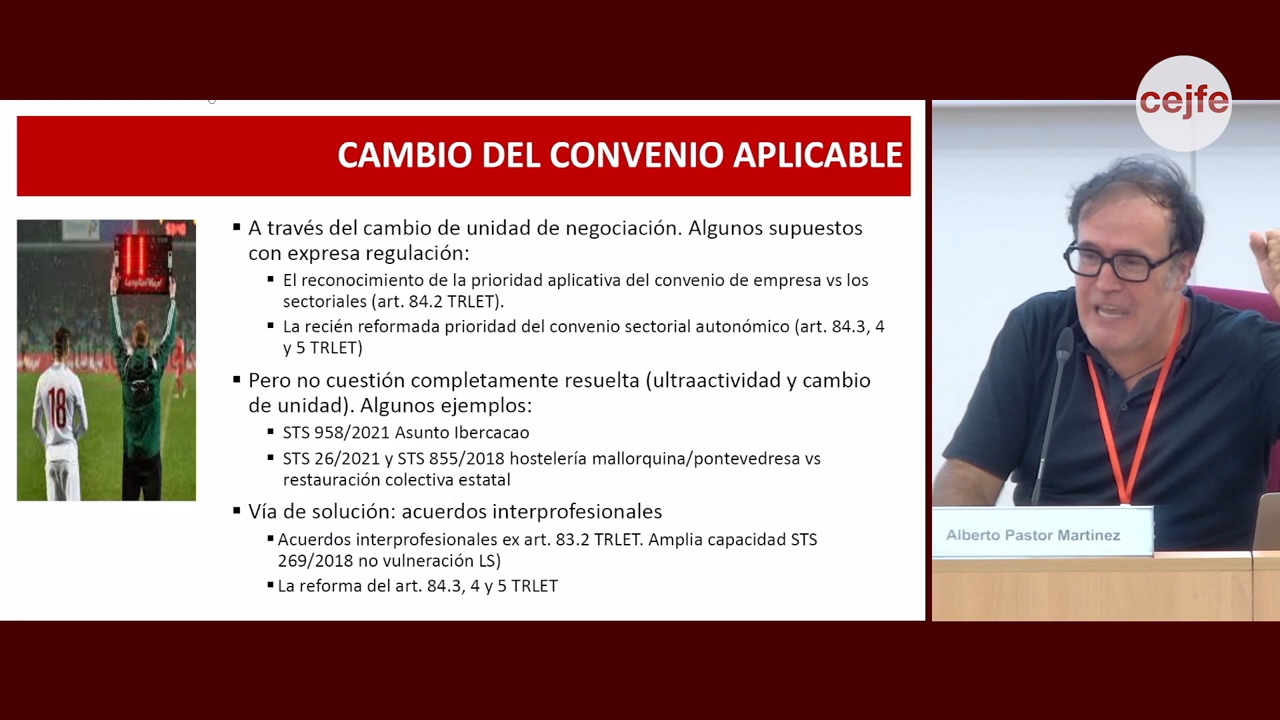 cejfe
CAMBIO DEL CONVENIO APLICABLE
▪ A través del cambio de unidad de negociación. Algunos supuestos
con expresa regulación:
▪ El reconocimiento de la prioridad aplicativa del convenio de empresa vs los
sectoriales (art. 84.2 TRLET).
▪ La recién reformada prioridad del convenio sectorial autonómico (art. 84.3, 4
y 5 TRLET)
▪ Pero no cuestión completamente resuelta (ultraactividad y cambio
de unidad). Algunos ejemplos:
▪ STS 958/2021 Asunto Ibercacao
▪ STS 26/2021 y STS 855/2018 hostelería mallorquina/pontevedresa vs
restauración colectiva estatal
▪ Vía de solución: acuerdos interprofesionales
▪ Acuerdos interprofesionales ex art. 83.2 TRLET. Amplia capacidad STS
269/2018 no vulneración LS)
▪ La reforma del art. 84.3, 4 y 5 TRLET
18
Alberto Pastor Martínez